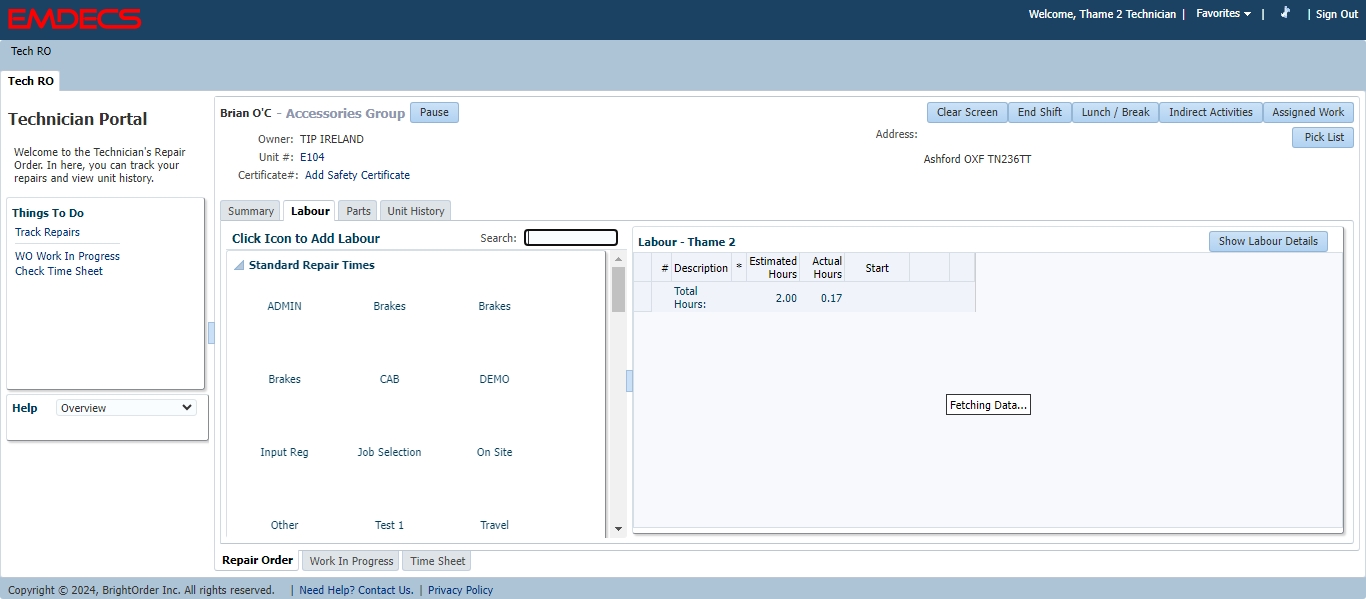 EMDECS
Welcome, Thame 2 Technician | Favorites | | Sign Out
Tech RO
Tech RO
Technician Portal
Welcome to the Technician's Repair
Order. In here, you can track your
repairs and view unit history.
Things To Do
Track Repairs
WO Work In Progress
Check Time Sheet
Help Overview
Brian O'C - Accessories Group Pause
Clear Screen End Shift Lunch / Break Indirect Activities Assigned Work
Pick List
Owner: TIP IRELAND
Unit #: E104
Certificate#: Add Safety Certificate
Address:
Ashford OXF TN236TT
Summary Labour Parts Unit History
Click Icon to Add Labour Search:
Standard Repair Times
ADMIN Brakes Brakes
Brakes CAB DEMO
Input Reg Job Selection On Site
Other Test 1 Travel
Labour - Thame 2 Show Labour Details
# Description * Estimated Hours Actual Hours Start
Total Hours: 2.00 0.17
Fetching Data...
Repair Order Work In Progress Time Sheet
Copyright © 2024, BrightOrder Inc. All rights reserved. | Need Help? Contact Us. | Privacy Policy